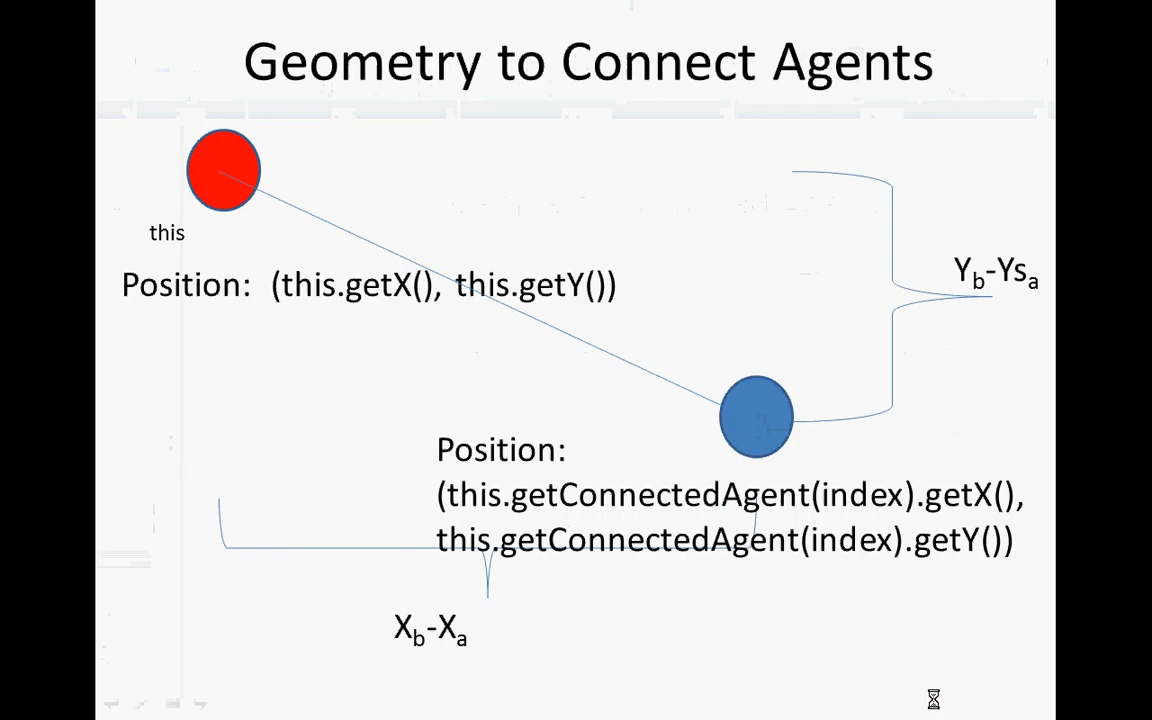 Geometry to Connect Agents
this
Position:  (this.getX(), this.getY())
Yb-Ysa
Position:
(this.getConnectedAgent(index).getX(),
this.getConnectedAgent(index).getY())
Xb-Xa